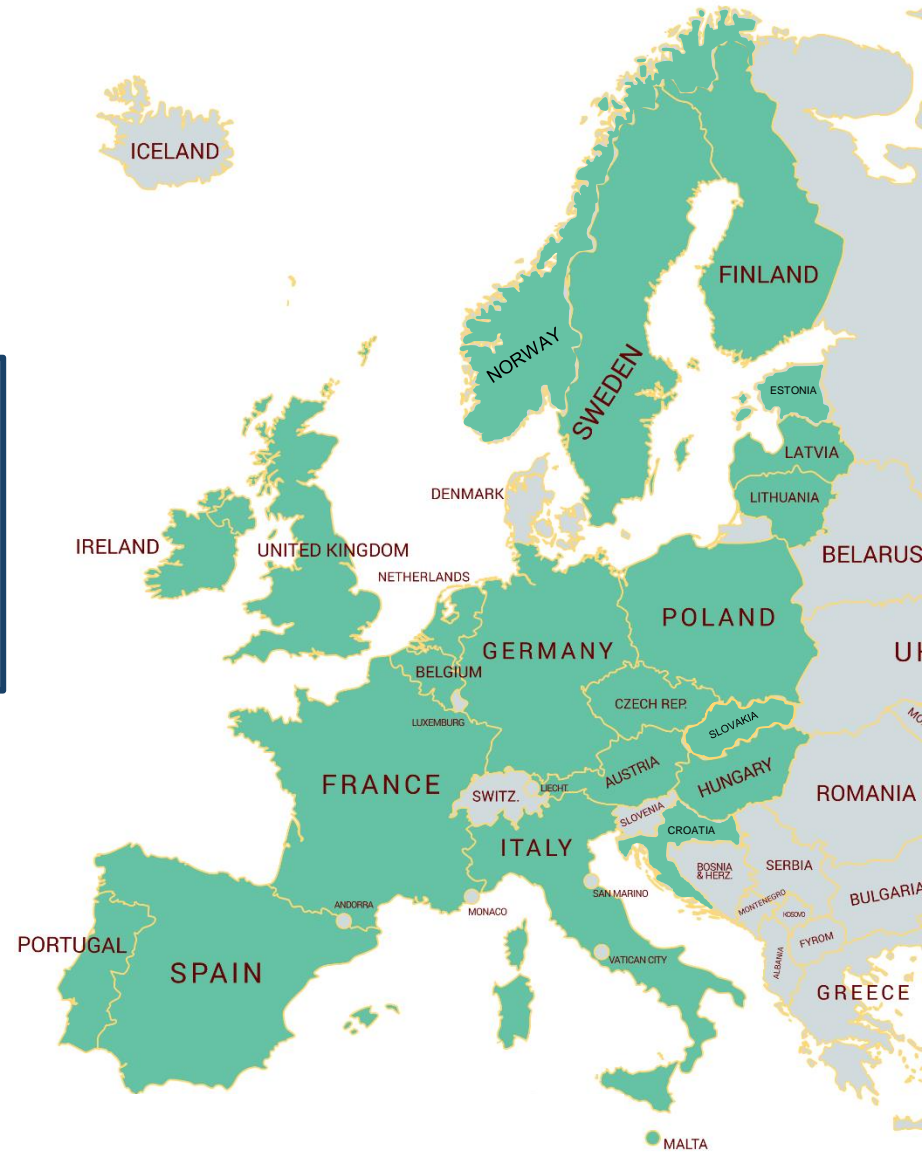 ICELAND
FINLAND
NORWAY
SWEDEN
ESTONIA
LATVIA
DENMARK
LITHUANIA
IRELAND
UNITED KINGDOM
BELARUS
NETHERLANDS
POLAND
GERMANY
UK
BELGIUM
CZECH REP.
LUXEMBURG
SLOVAKIA
MO
AUSTRIA
HUNGARY
FRANCE
SWITZ.
LIECHT.
ROMANIA
SLOVENIA
CROATIA
ITALY
BOSNIA
& HERZ.
SERBIA
SAN MARINO
BULGARIA
ANDORRA
MONACO
MONTENEGRO
KOSOVO
PORTUGAL
FYROM
VATICAN CITY
ALBANIA
SPAIN
GREECE
MALTA